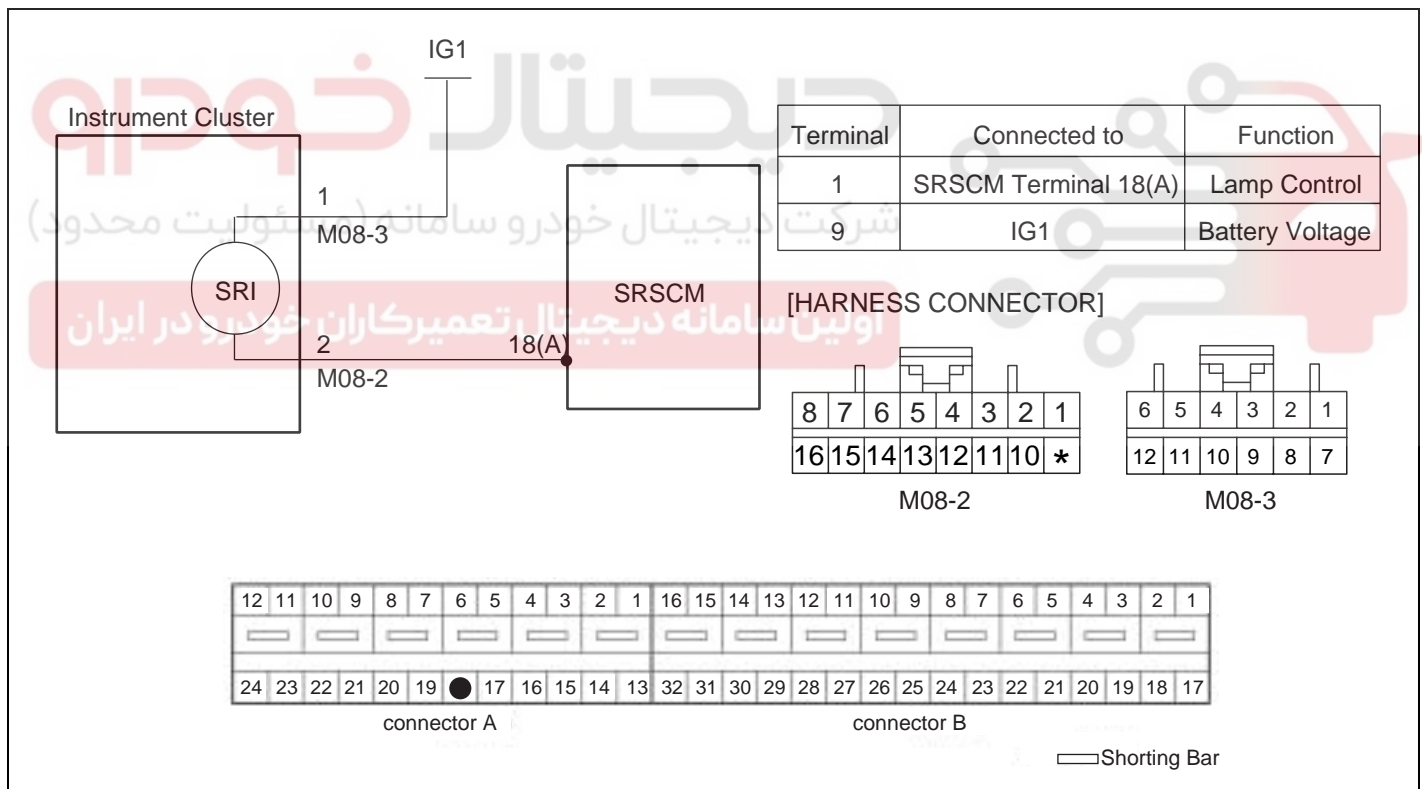 IG1
دیجیتال خودرو
Instrument Cluster
1
M08-3
شرکت دیجیتال خودرو سامانه (مسئولیت محدود)
SRI
SRSCM
اولین سامانه دیجیتال تعمیرکاران خودرو در ایران
2
18(A)
M08-2
Terminal Connected to Function
1 SRSCM Terminal 18(A) Lamp Control
9 IG1 Battery Voltage
[HARNESS CONNECTOR]
8 7 6 5 4 3 2 1
16 15 14 13 12 11 10 *
M08-2
6 5 4 3 2 1
12 11 10 9 8 7
M08-3
12 11 10 9 8 7 6 5 4 3 2 1 16 15 14 13 12 11 10 9 8 7 6 5 4 3 2 1
24 23 22 21 20 19 17 16 15 14 13 32 31 30 29 28 27 26 25 24 23 22 21 20 19 18 17
connector A connector B
Shorting Bar